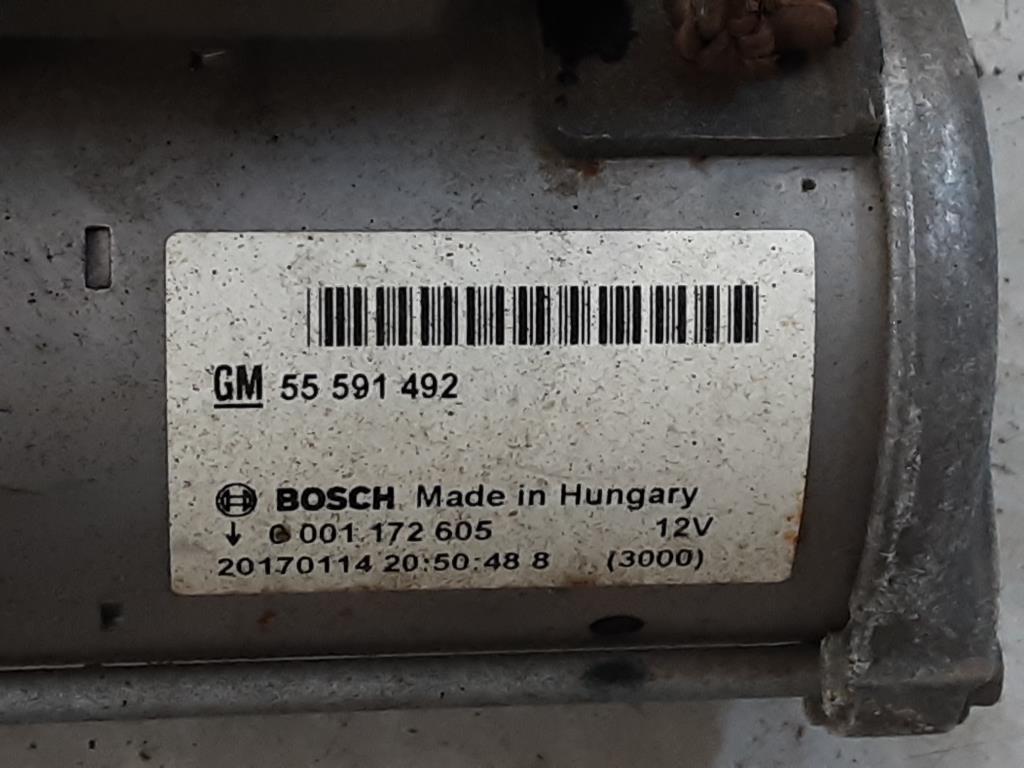 GM 55 591 492
BOSCH Made in Hungary
↓ 0 001 172 605 12V
20170114 20:50:48 8 (3000)